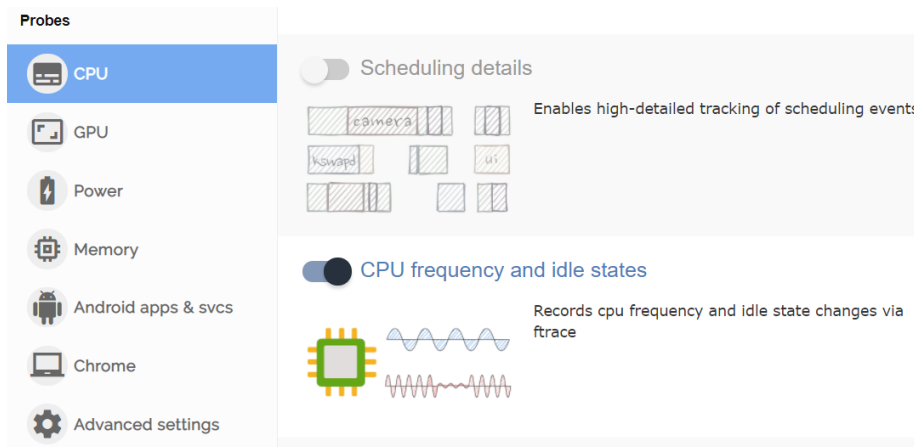 Probes
CPU
GPU
Power
Memory
Android apps & svcs
Chrome
Advanced settings
Scheduling details
Enables high-detailed tracking of scheduling events
camera
kswapd
ui
CPU frequency and idle states
Records cpu frequency and idle state changes via
ftrace